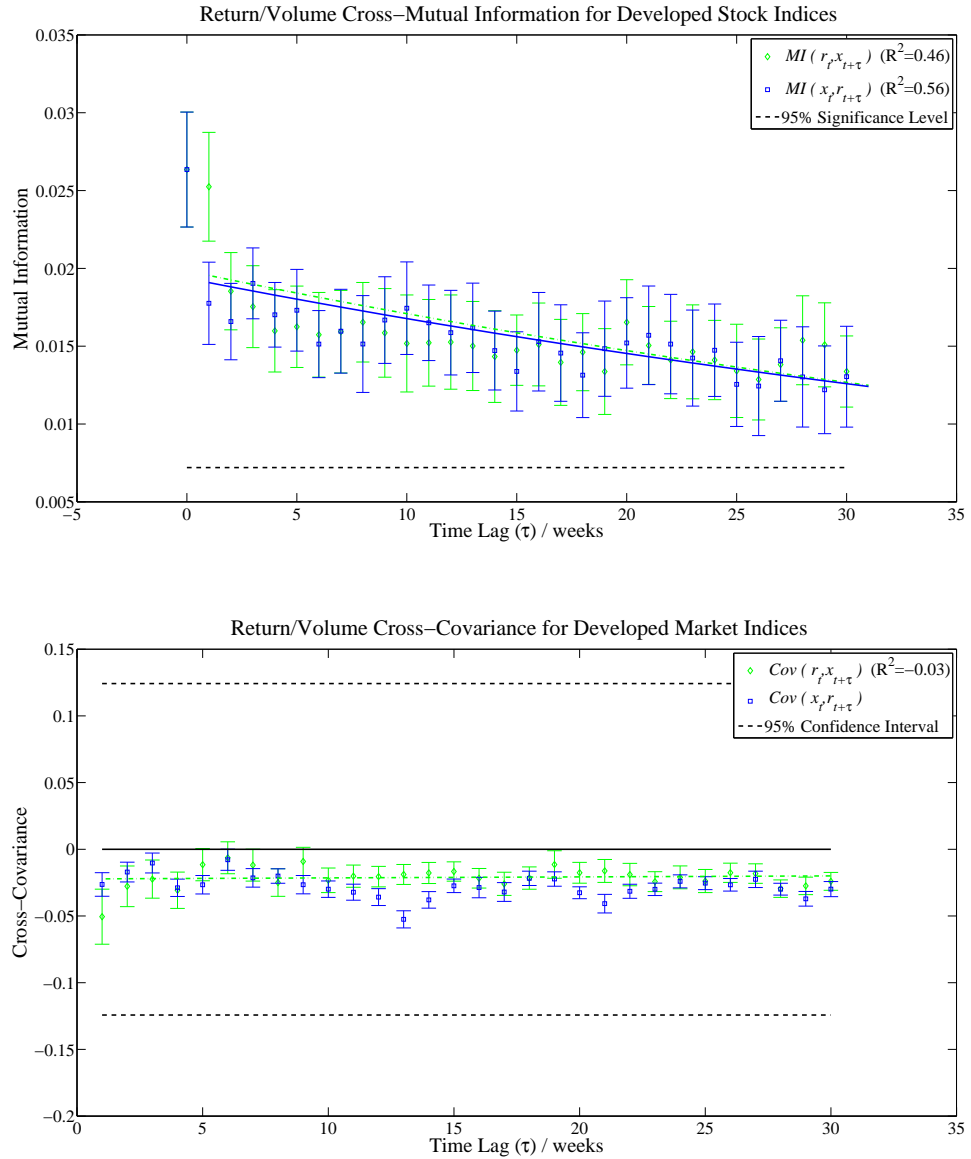 Return/Volume Cross−Mutual Information for Developed Stock Indices
0.035
0.03
0.025
0.02
0.015
0.01
0.005
Mutual Information
MI ( r_t,x_{t+τ} ) (R²=0.46)
MI ( x_t,r_{t+τ} ) (R²=0.56)
95% Significance Level
−5 0 5 10 15 20 25 30 35
Time Lag (τ) / weeks
Return/Volume Cross−Covariance for Developed Market Indices
0.15
0.1
0.05
0
−0.05
−0.1
−0.15
−0.2
Cross−Covariance
Cov ( r_t,x_{t+τ} ) (R²=−0.03)
Cov ( x_t,r_{t+τ} )
95% Confidence Interval
0 5 10 15 20 25 30 35
Time Lag (τ) / weeks